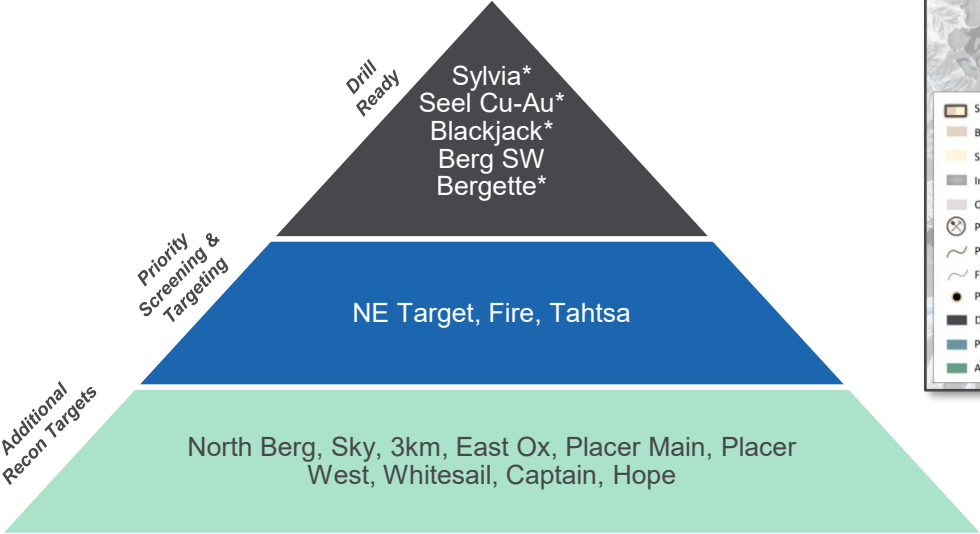 Drill
Ready
Sylvia*
Seel Cu-Au*
Blackjack*
Berg SW
Bergette*
Priority
Screening &
Targeting
NE Target, Fire, Tahtsa
Additional
Recon Targets
North Berg, Sky, 3km, East Ox, Placer Main, Placer
West, Whitesail, Captain, Hope